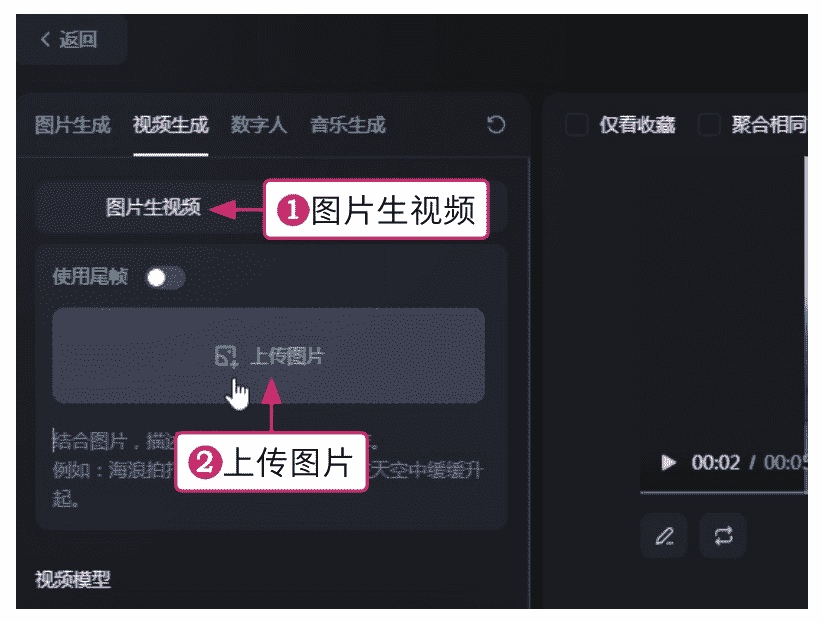 返回
图片生成 视频生成 数字人 音乐生成
仅看收藏 聚合相同
图片生视频
❶图片生视频
使用尾帧
上传图片
结合图片，描
❷上传图片
例如：海浪拍 天空中缓缓升
起。
00:02 / 00:05
视频模型